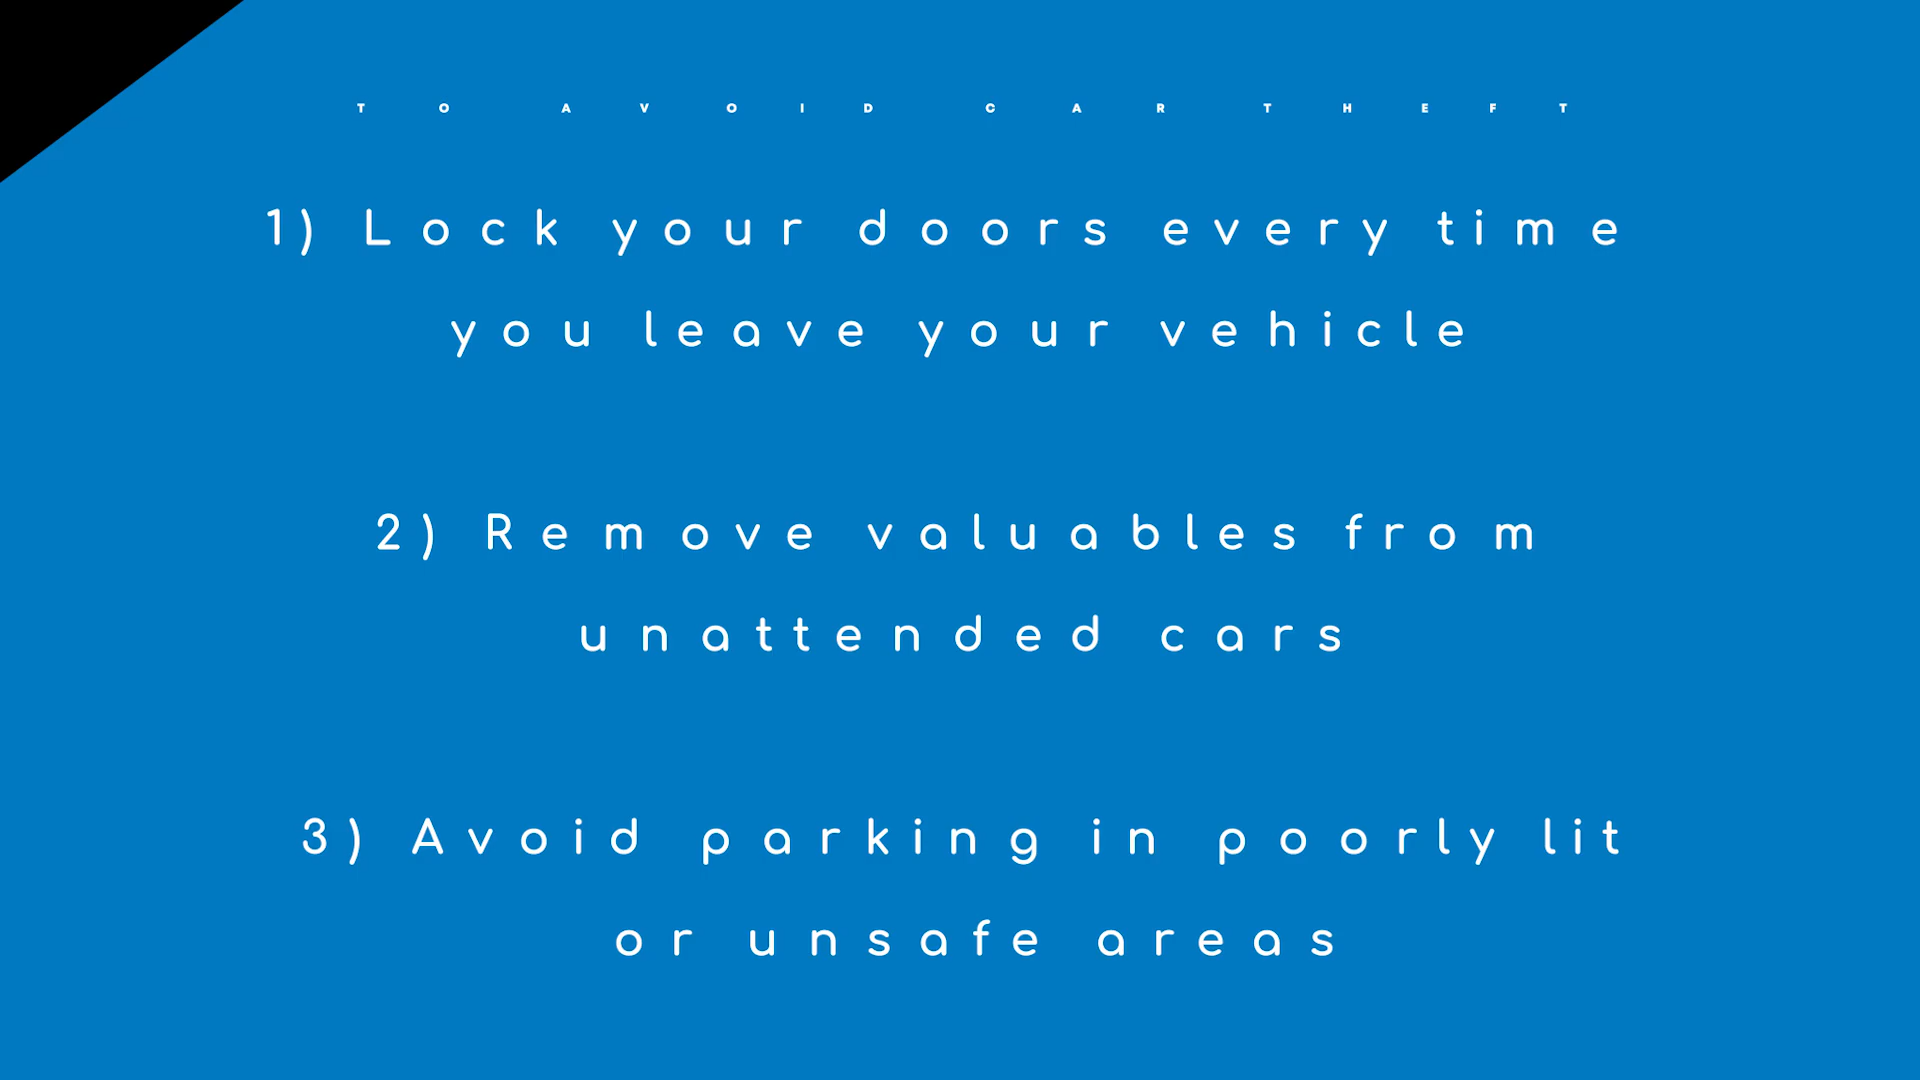 TO AVOID CAR THEFT
1) Lock your doors every time
you leave your vehicle
2) Remove valuables from
unattended cars
3) Avoid parking in poorly lit
or unsafe areas